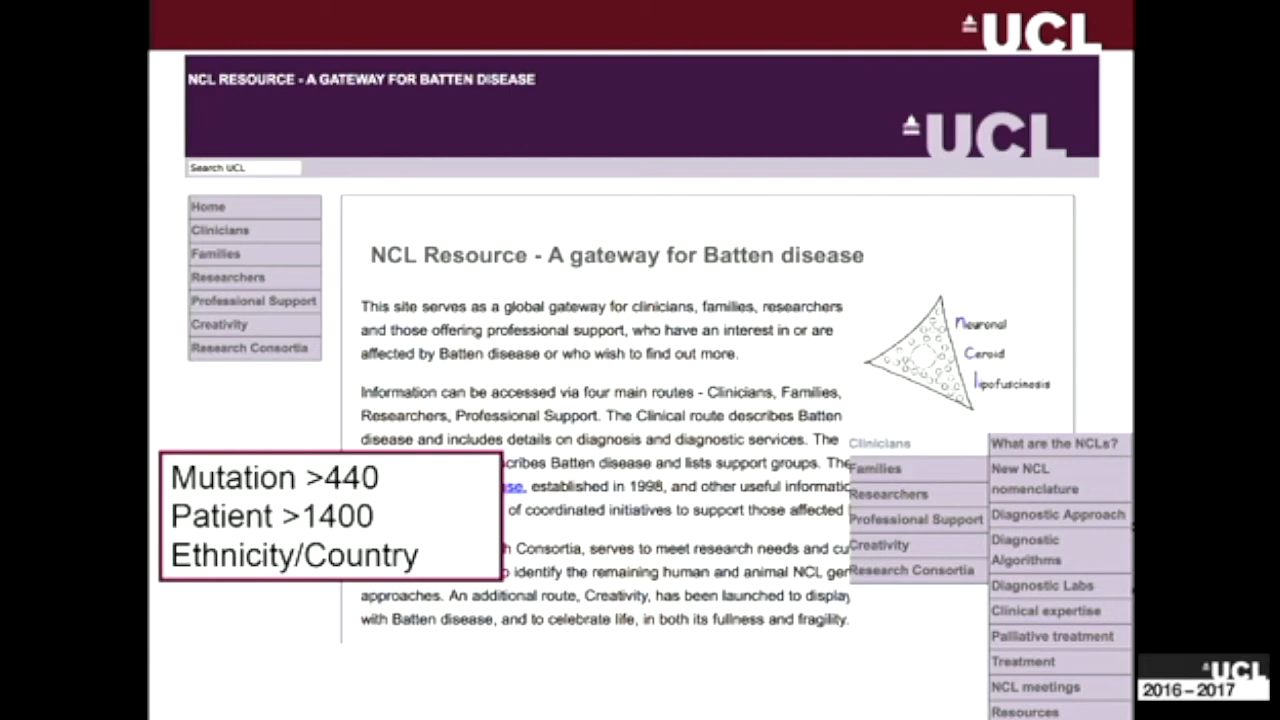 UCL
NCL RESOURCE - A GATEWAY FOR BATTEN DISEASE
UCL
Search UCL
Home
Clinicians
Families
Researchers
Professional Support
Creativity
Research Consortia
NCL Resource - A gateway for Batten disease
This site serves as a global gateway for clinicians, families, researchers
and those offering professional support, who have an interest in or are
affected by Batten disease or who wish to find out more.
neuronal
Ceroid
lipofuscinosis
Information can be accessed via four main routes - Clinicians, Families,
Researchers, Professional Support. The Clinical route describes Batten
disease and includes details on diagnosis and diagnostic services. The
cribes Batten disease and lists support groups. The
se, established in 1998, and other useful informatic
of coordinated initiatives to support those affected
h Consortia, serves to meet research needs and cu
o identify the remaining human and animal NCL ger
approaches. An additional route, Creativity, has been launched to display
with Batten disease, and to celebrate life, in both its fullness and fragility.
Mutation >440
Patient >1400
Ethnicity/Country
Clinicians
Families
Researchers
Professional Support
Creativity
Research Consortia
What are the NCLs?
New NCL
nomenclature
Diagnostic Approach
Diagnostic
Algorithms
Diagnostic Labs
Clinical expertise
Palliative treatment
Treatment
NCL meetings
Resources
UCL
2016 – 2017